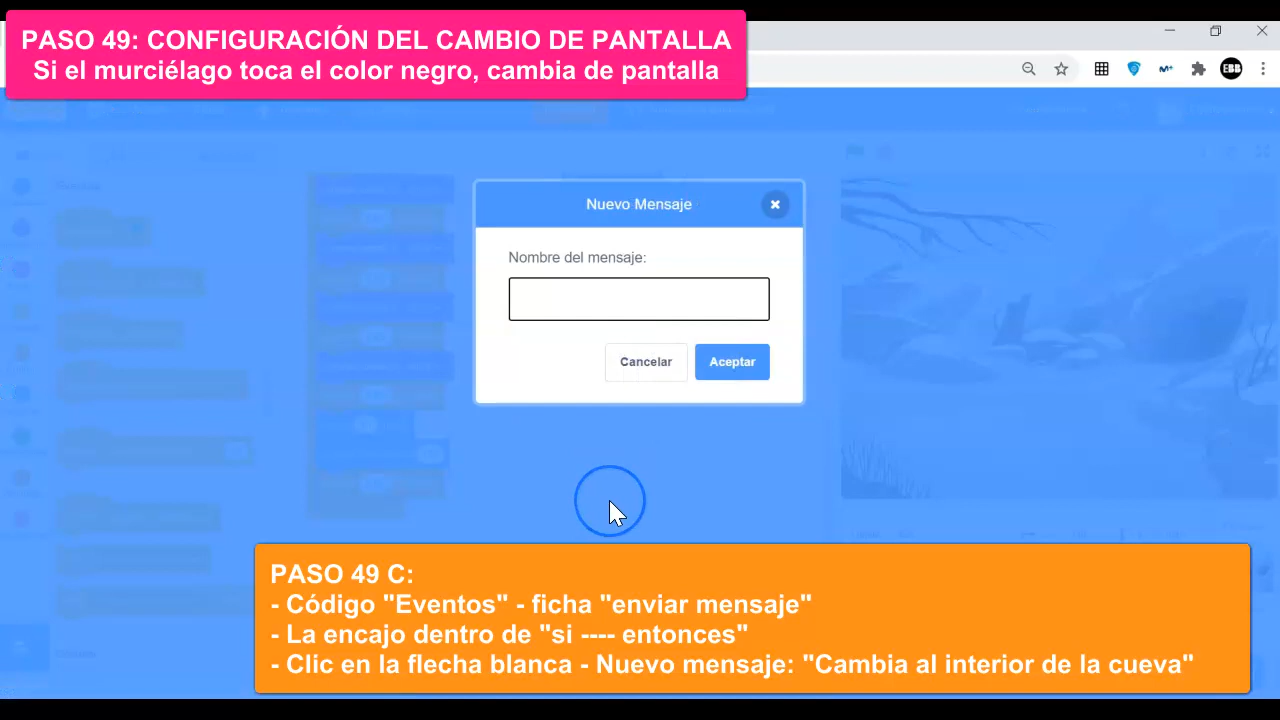 PASO 49: CONFIGURACIÓN DEL CAMBIO DE PANTALLA
Si el murciélago toca el color negro, cambia de pantalla
EBB
Nuevo Mensaje
Nombre del mensaje:
Cancelar
Aceptar
PASO 49 C:
- Código "Eventos" - ficha "enviar mensaje"
- La encajo dentro de "si ---- entonces"
- Clic en la flecha blanca - Nuevo mensaje: "Cambia al interior de la cueva"